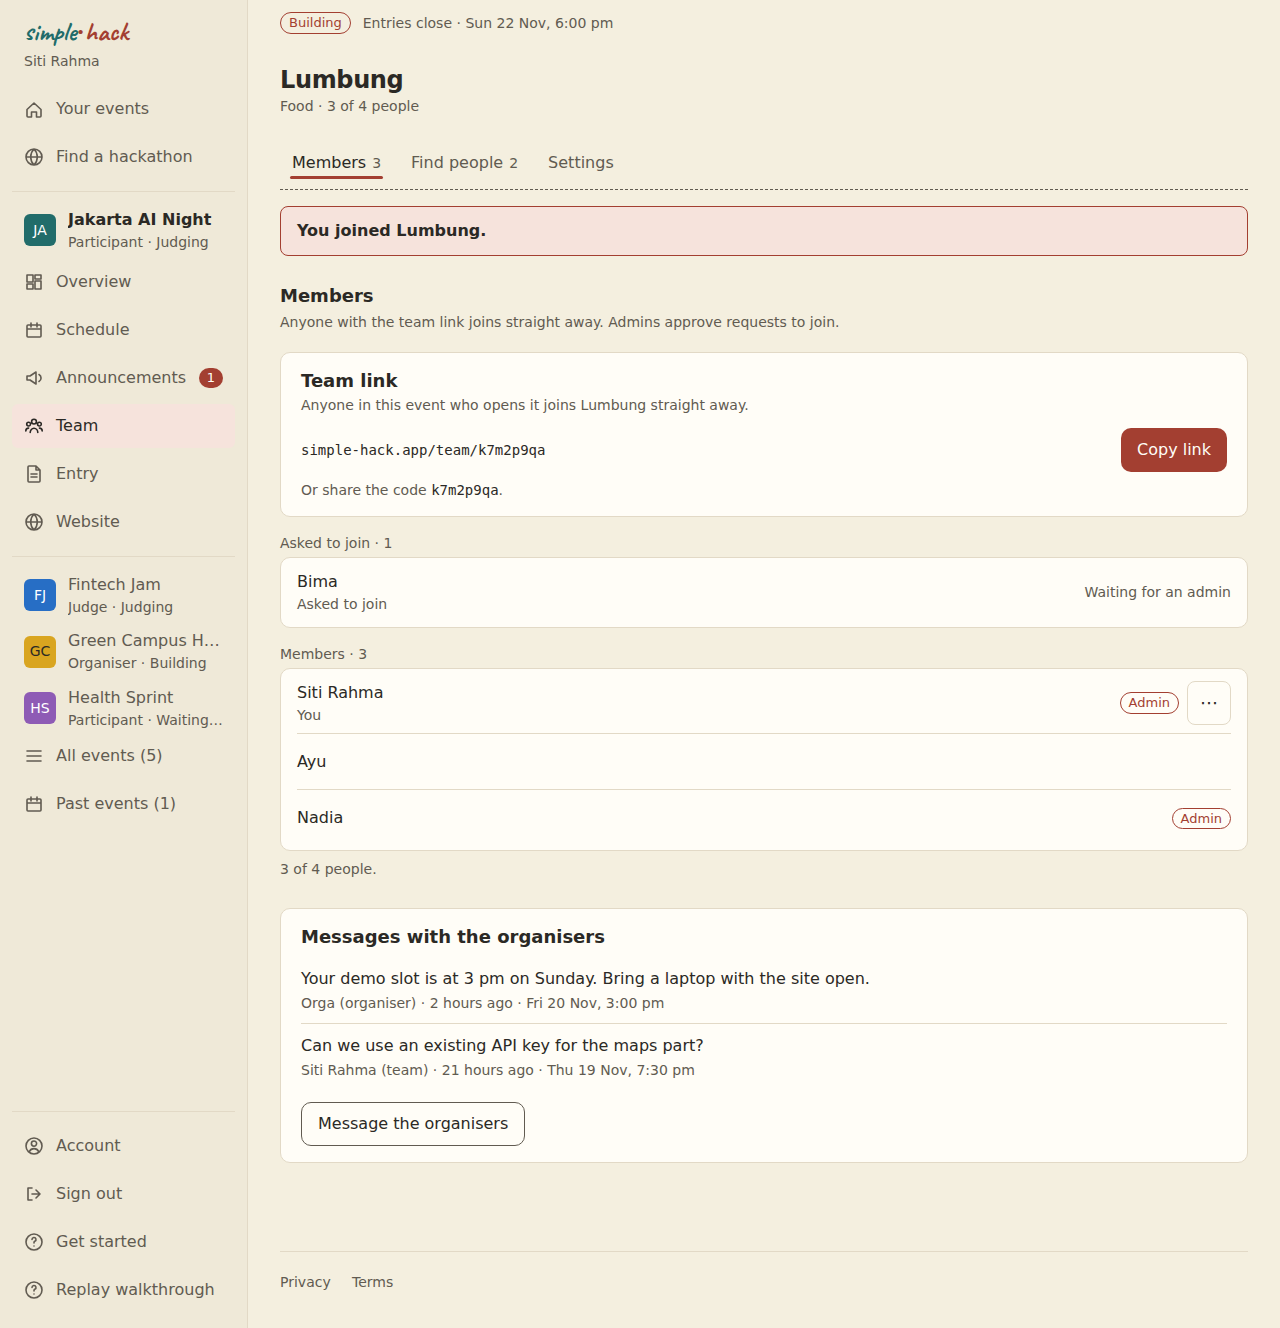 simple·hack
Siti Rahma
Your events
Find a hackathon
JA
Jakarta AI Night
Participant · Judging
Overview
Schedule
Announcements 1
Team
Entry
Website
FJ
Fintech Jam
Judge · Judging
GC
Green Campus H…
Organiser · Building
HS
Health Sprint
Participant · Waiting…
All events (5)
Past events (1)
Account
Sign out
Get started
Replay walkthrough
Building Entries close · Sun 22 Nov, 6:00 pm
Lumbung
Food · 3 of 4 people
Members 3 Find people 2 Settings
You joined Lumbung.
Members
Anyone with the team link joins straight away. Admins approve requests to join.
Team link
Anyone in this event who opens it joins Lumbung straight away.
simple-hack.app/team/k7m2p9qa Copy link
Or share the code k7m2p9qa.
Asked to join · 1
Bima
Asked to join
Waiting for an admin
Members · 3
Siti Rahma
You
Admin ⋯
Ayu
Nadia Admin
3 of 4 people.
Messages with the organisers
Your demo slot is at 3 pm on Sunday. Bring a laptop with the site open.
Orga (organiser) · 2 hours ago · Fri 20 Nov, 3:00 pm
Can we use an existing API key for the maps part?
Siti Rahma (team) · 21 hours ago · Thu 19 Nov, 7:30 pm
Message the organisers
Privacy Terms